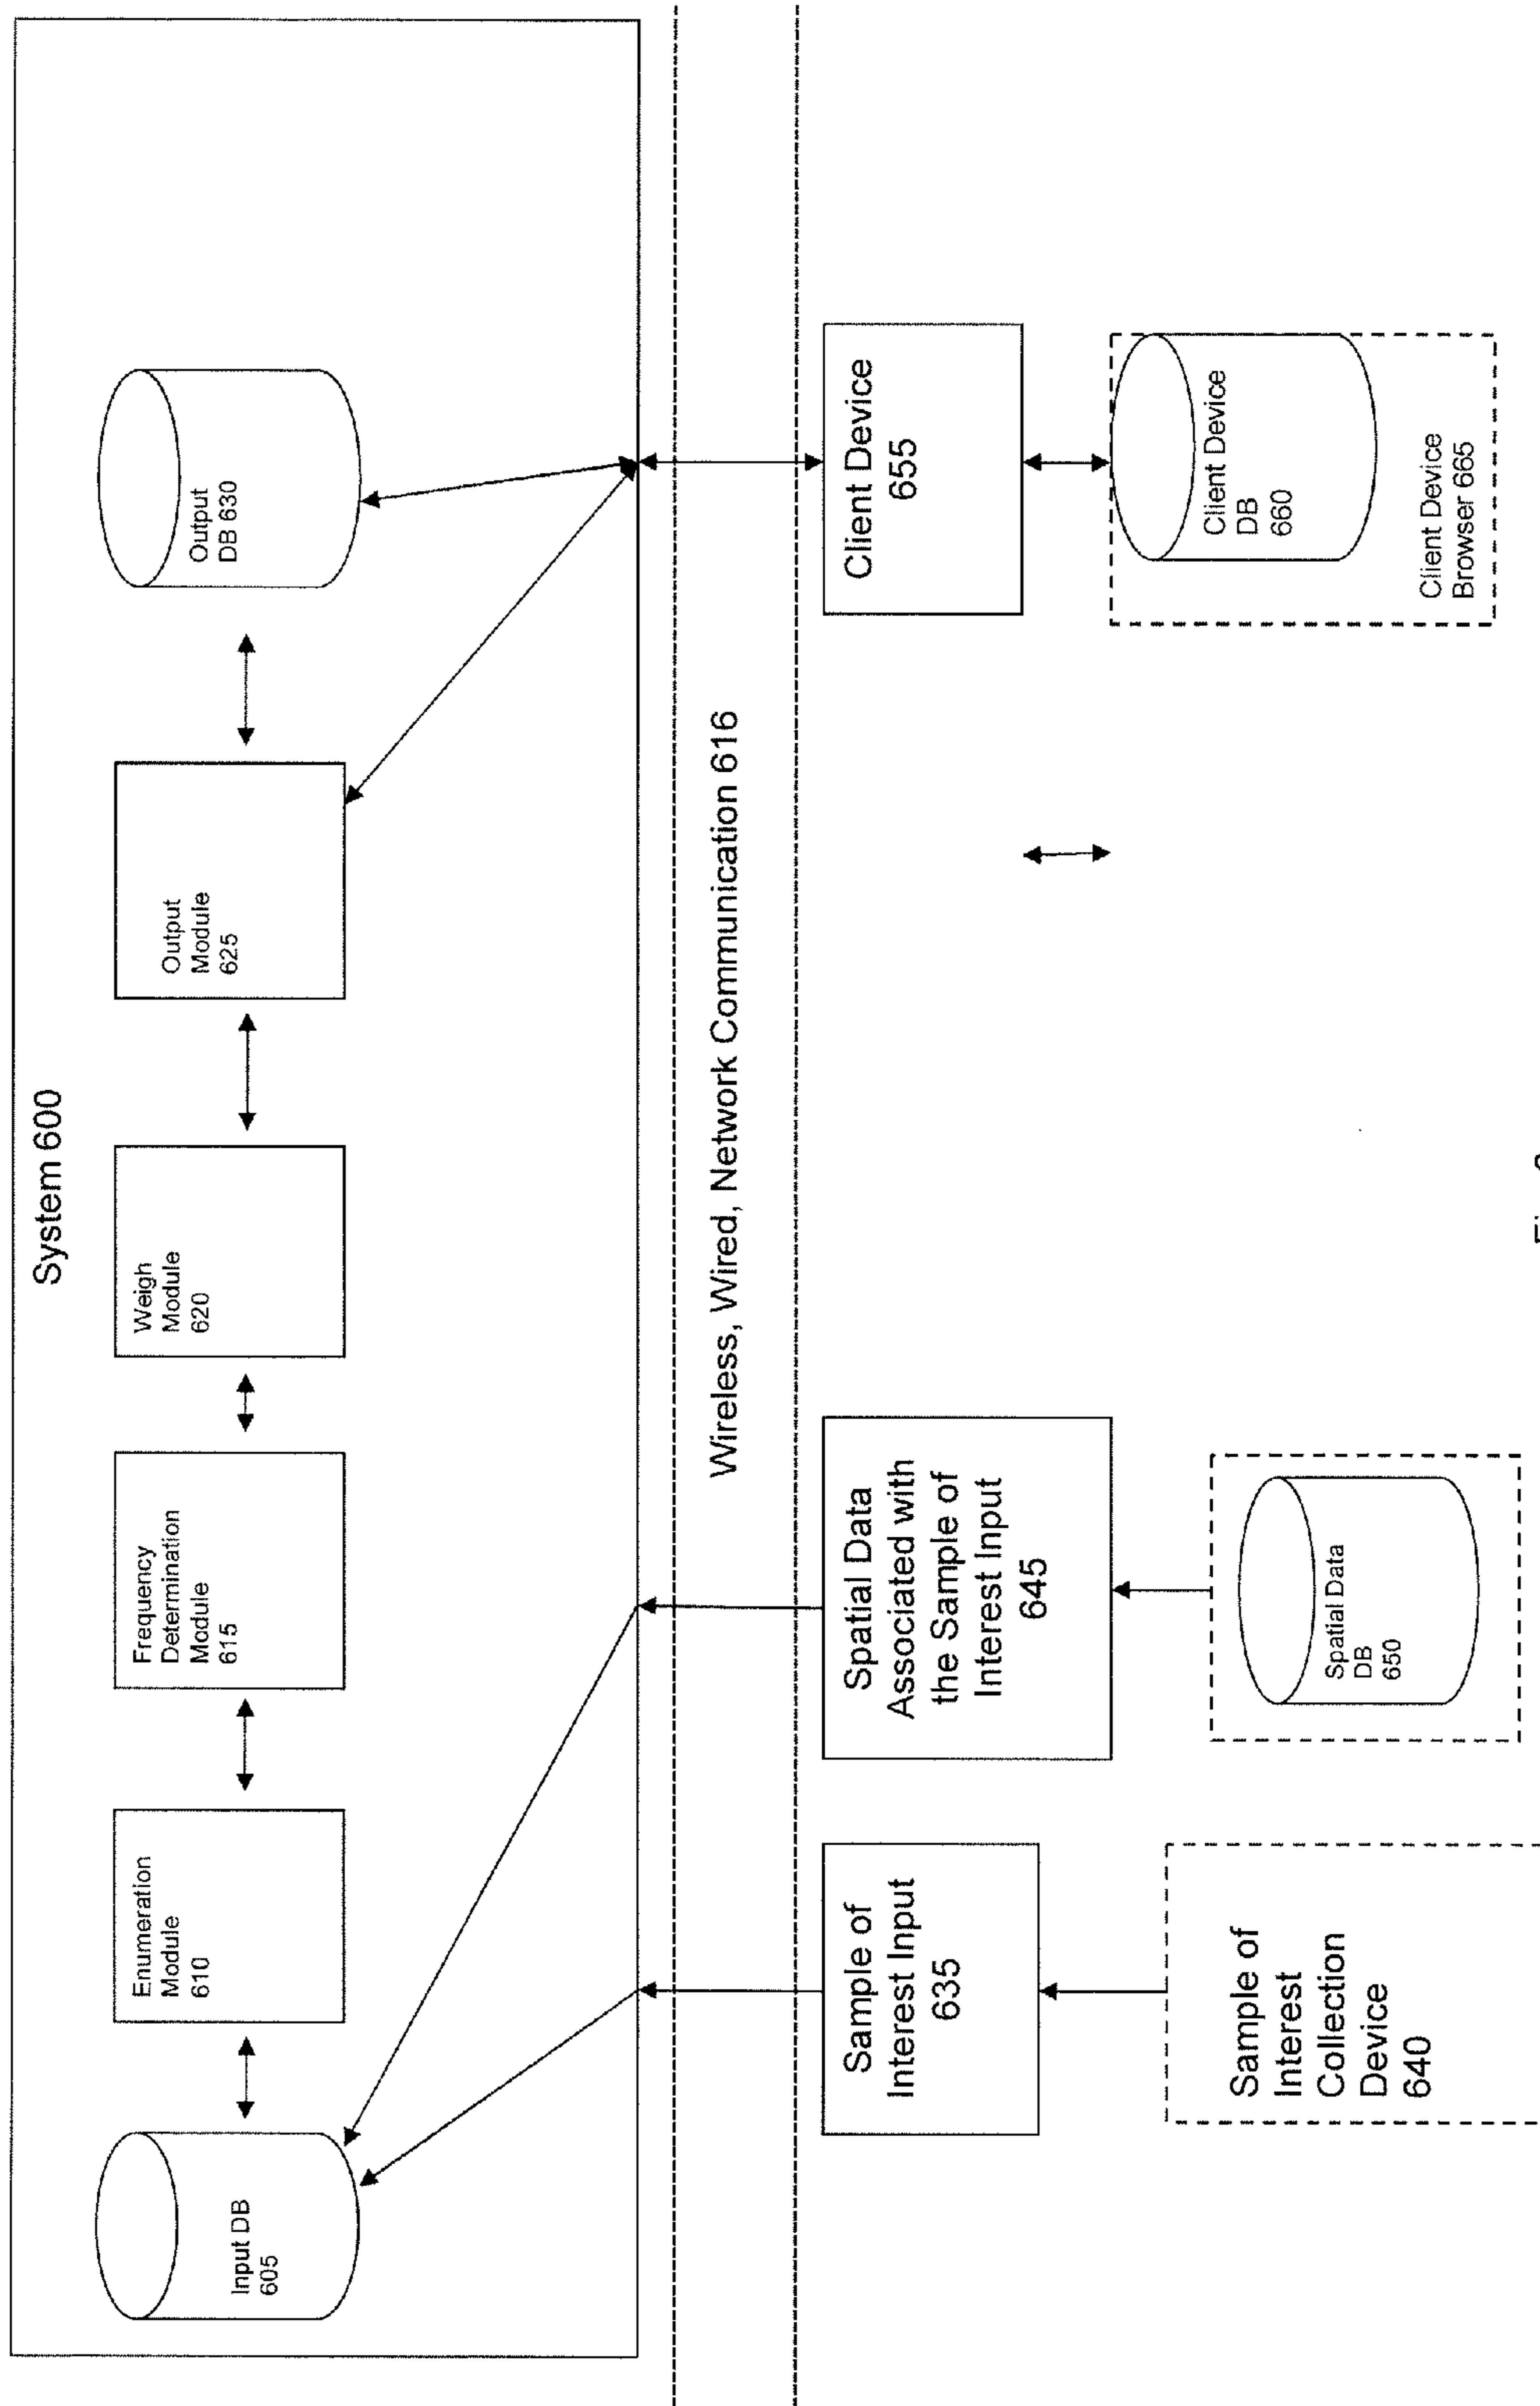 System 600
Input DB
605
Enumeration
Module
610
Frequency
Determination
Module
615
Weigh
Module
620
Output
Module
625
Output
DB 630
Wireless, Wired, Network Communication 616
Sample of
Interest Input
635
Spatial Data
Associated with
the Sample of
Interest Input
645
Client Device
655
Sample of
Interest
Collection
Device
640
Spatial Data
DB
650
Client Device
DB
660
Client Device
Browser 665